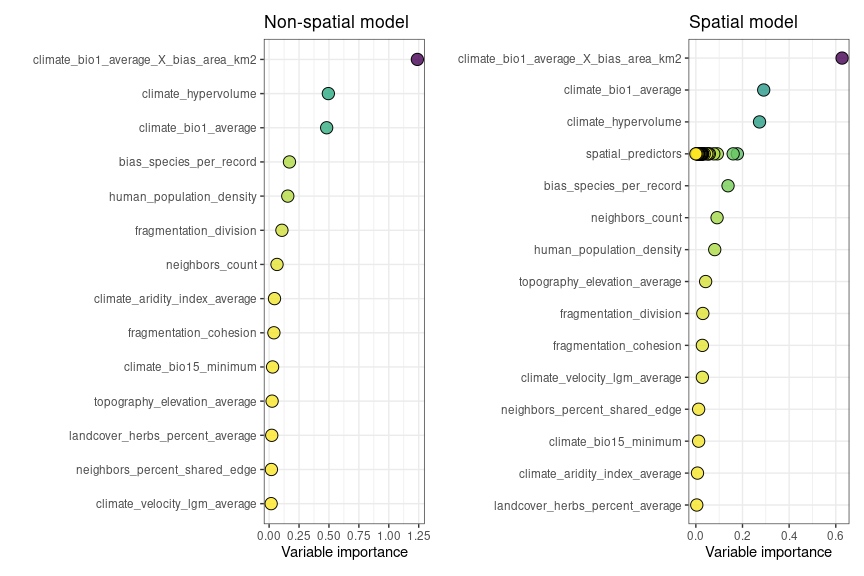 Non-spatial model
climate_bio1_average_X_bias_area_km2
climate_hypervolume
climate_bio1_average
bias_species_per_record
human_population_density
fragmentation_division
neighbors_count
climate_aridity_index_average
fragmentation_cohesion
climate_bio15_minimum
topography_elevation_average
landcover_herbs_percent_average
neighbors_percent_shared_edge
climate_velocity_lgm_average
0.00 0.25 0.50 0.75 1.00 1.25
Variable importance
Spatial model
climate_bio1_average_X_bias_area_km2
climate_bio1_average
climate_hypervolume
spatial_predictors
bias_species_per_record
neighbors_count
human_population_density
topography_elevation_average
fragmentation_division
fragmentation_cohesion
climate_velocity_lgm_average
neighbors_percent_shared_edge
climate_bio15_minimum
climate_aridity_index_average
landcover_herbs_percent_average
0.0 0.2 0.4 0.6
Variable importance